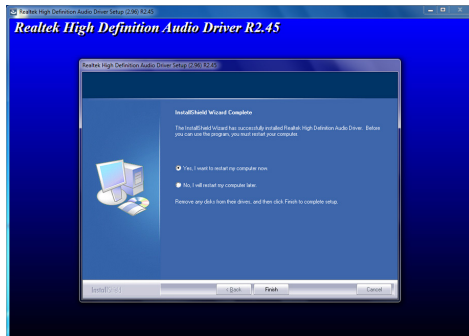 Realtek High Definition Audio Driver Setup (2.96) R2.45
Realtek High Definition Audio Driver R2.45
Realtek High Definition Audio Driver Setup (2.96) R2.45
InstallShield Wizard Complete
The InstallShield Wizard has successfully installed Realtek High Definition Audio Driver. Before
you can use the program, you must restart your computer.
Yes, I want to restart my computer now.
No, I will restart my computer later.
Remove any disks from their drives, and then click Finish to complete setup.
InstallShield
< Back
Finish
Cancel